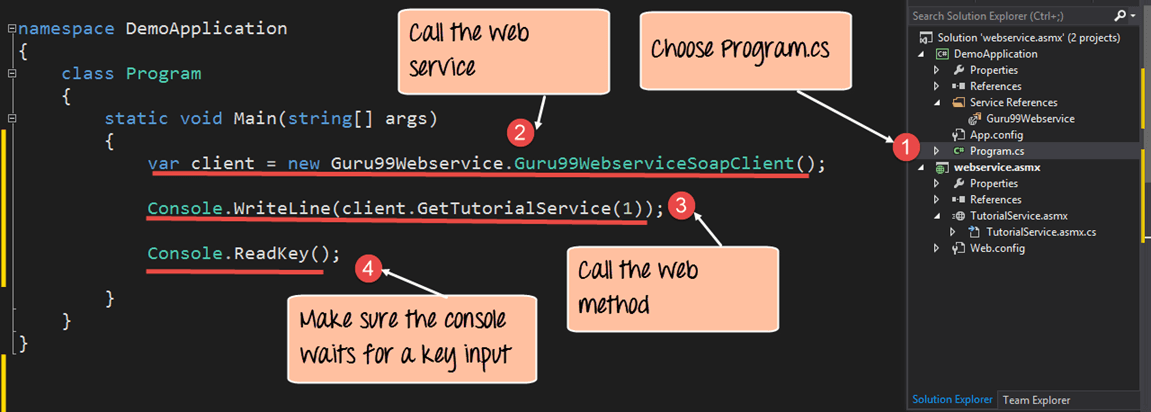 namespace DemoApplication
{
class Program
{
static void Main(string[] args)
{
var client = new Guru99Webservice.Guru99WebserviceSoapClient();
Console.WriteLine(client.GetTutorialService(1));
Console.ReadKey();
}
}
}
Call the web
service
2
Choose Program.cs
1
3
Call the web
method
4
Make sure the console
waits for a key input
Search Solution Explorer (Ctrl+;)
Solution 'webservice.asmx' (2 projects)
C# DemoApplication
Properties
References
Service References
Guru99Webservice
App.config
C# Program.cs
webservice.asmx
Properties
References
TutorialService.asmx
TutorialService.asmx.cs
Web.config
Solution Explorer Team Explorer